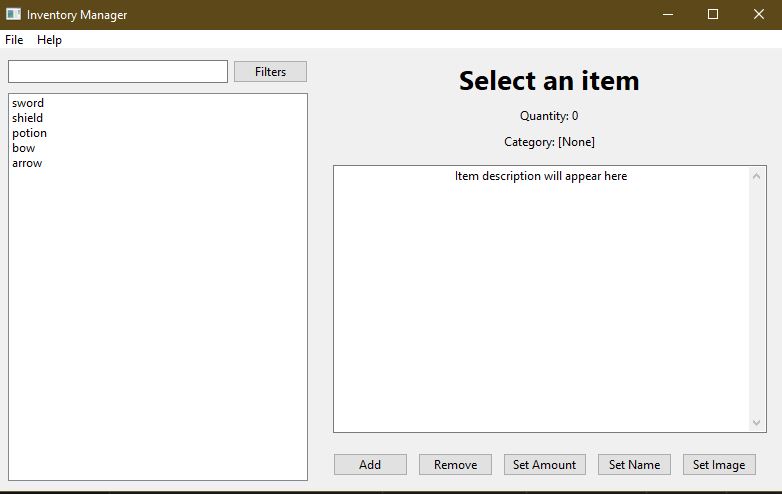 Inventory Manager
File Help
Filters
sword
shield
potion
bow
arrow
Select an item
Quantity: 0
Category: [None]
Item description will appear here
Add Remove Set Amount Set Name Set Image